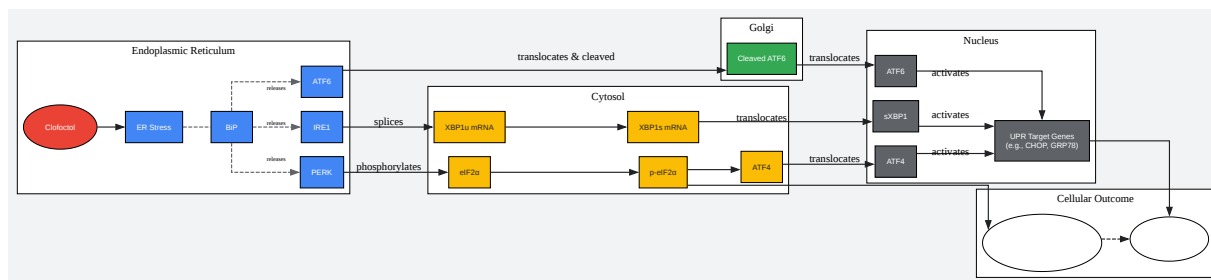 Endoplasmic Reticulum
Clofoctol
ER Stress
BiP
releases
releases
releases
ATF6
IRE1
PERK
translocates & cleaved
splices
phosphorylates
Golgi
Cleaved ATF6
Cytosol
XBP1u mRNA
XBP1s mRNA
eIF2α
p-eIF2α
ATF4
translocates
translocates
translocates
Nucleus
ATF6
activates
sXBP1
activates
ATF4
activates
UPR Target Genes
(e.g., CHOP, GRP78)
Cellular Outcome